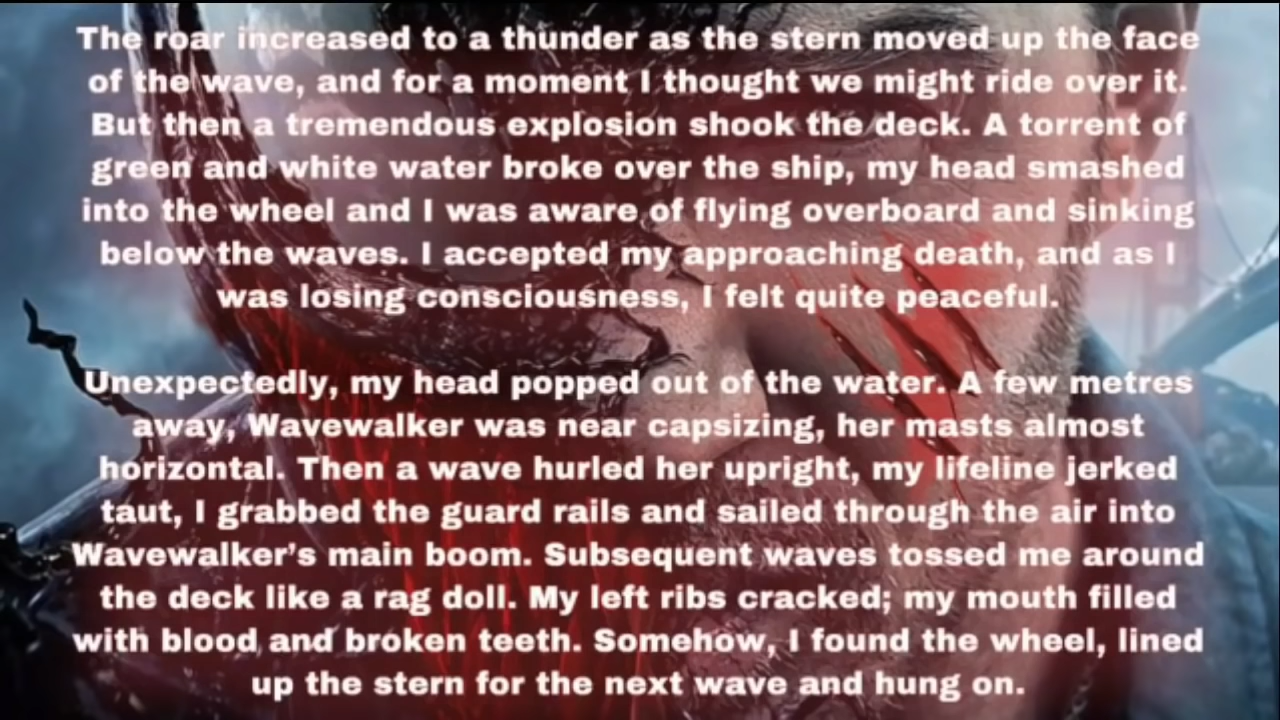 The roar increased to a thunder as the stern moved up the face
of the wave, and for a moment I thought we might ride over it.
But then a tremendous explosion shook the deck. A torrent of
green and white water broke over the ship, my head smashed
into the wheel and I was aware of flying overboard and sinking
below the waves. I accepted my approaching death, and as I
was losing consciousness, I felt quite peaceful.
Unexpectedly, my head popped out of the water. A few metres
away, Wavewalker was near capsizing, her masts almost
horizontal. Then a wave hurled her upright, my lifeline jerked
taut, I grabbed the guard rails and sailed through the air into
Wavewalker’s main boom. Subsequent waves tossed me around
the deck like a rag doll. My left ribs cracked; my mouth filled
with blood and broken teeth. Somehow, I found the wheel, lined
up the stern for the next wave and hung on.